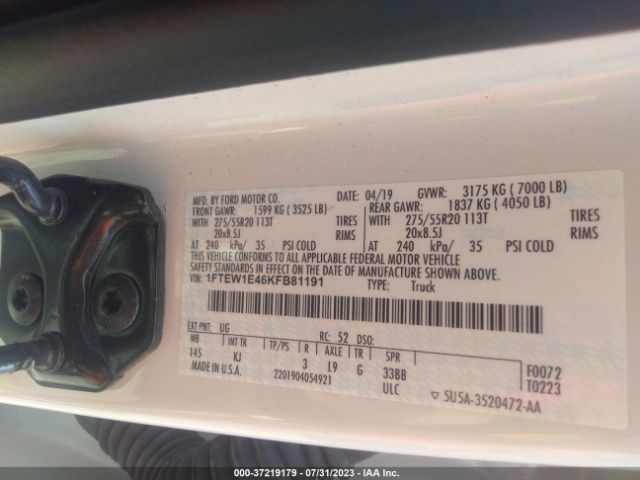 MFD. BY FORD MOTOR CO. DATE: 04/19 GVWR: 3175 KG ( 7000 LB)
FRONT GAWR: 1599 KG ( 3525 LB) REAR GAWR: 1837 KG ( 4050 LB)
WITH 275/55R20 113T TIRES WITH 275/55R20 113T TIRES
20x8.5J RIMS 20x8.5J RIMS
AT 240 kPa/ 35 PSI COLD AT 240 kPa/ 35 PSI COLD
THIS VEHICLE CONFORMS TO ALL APPLICABLE FEDERAL MOTOR VEHICLE
SAFETY STANDARDS IN EFFECT ON THE DATE OF MANUFACTURE SHOWN ABOVE.
VIN: 1FTEW1E46KFB81191 TYPE: Truck
EXT PNT: UG RC: 52 DSO:
WB INT TR TP/PS R AXLE TR SPR
145 KJ 3 L9 G 33BB F0072
MADE IN U.S.A. 2201904054921 ULC T0223
▽ 5U5A-3520472-AA
000-37219179 - 07/31/2023 - IAA Inc.